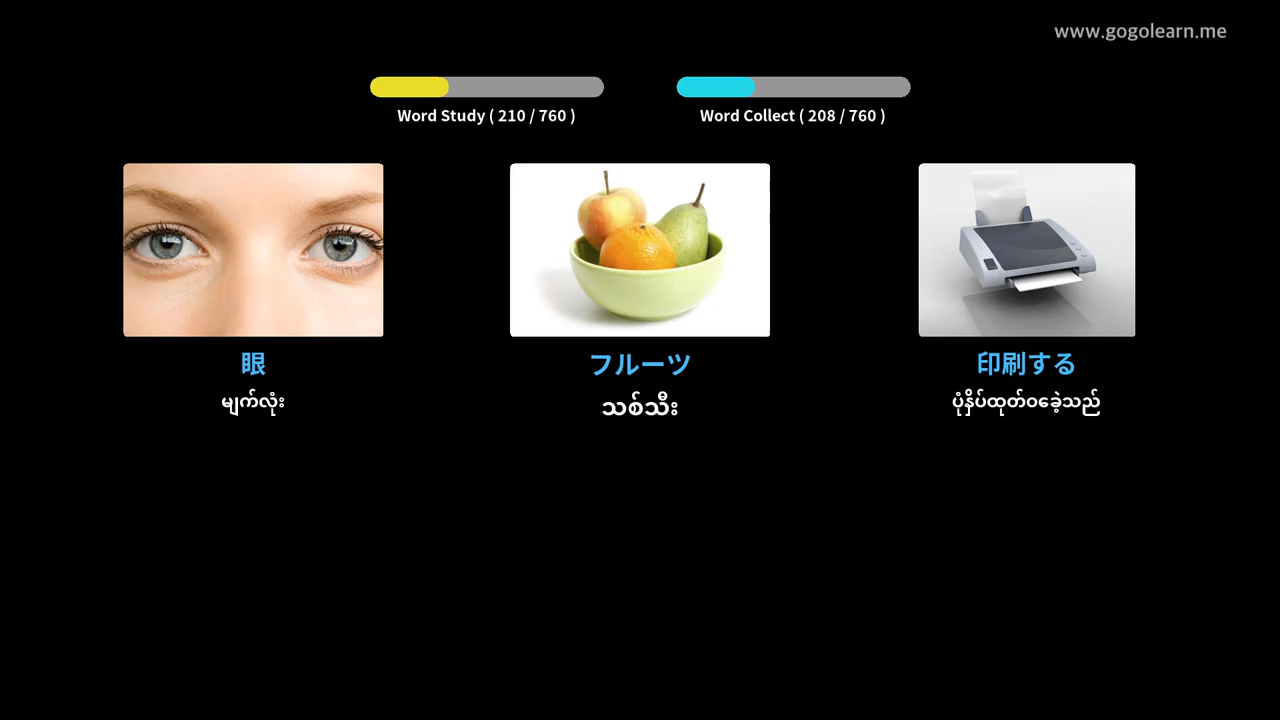 www.gogolearn.me
Word Study ( 210 / 760 )
Word Collect ( 208 / 760 )
眼
フルーツ
印刷する
မျက်လုံး
သစ်သီး
ပုံနှိပ်ထုတ်ဝေခဲ့သည်